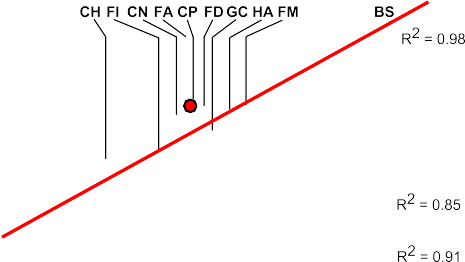 CH FI CN FA CP FD GC HA FM BS
R² = 0.98
R² = 0.85
R² = 0.91